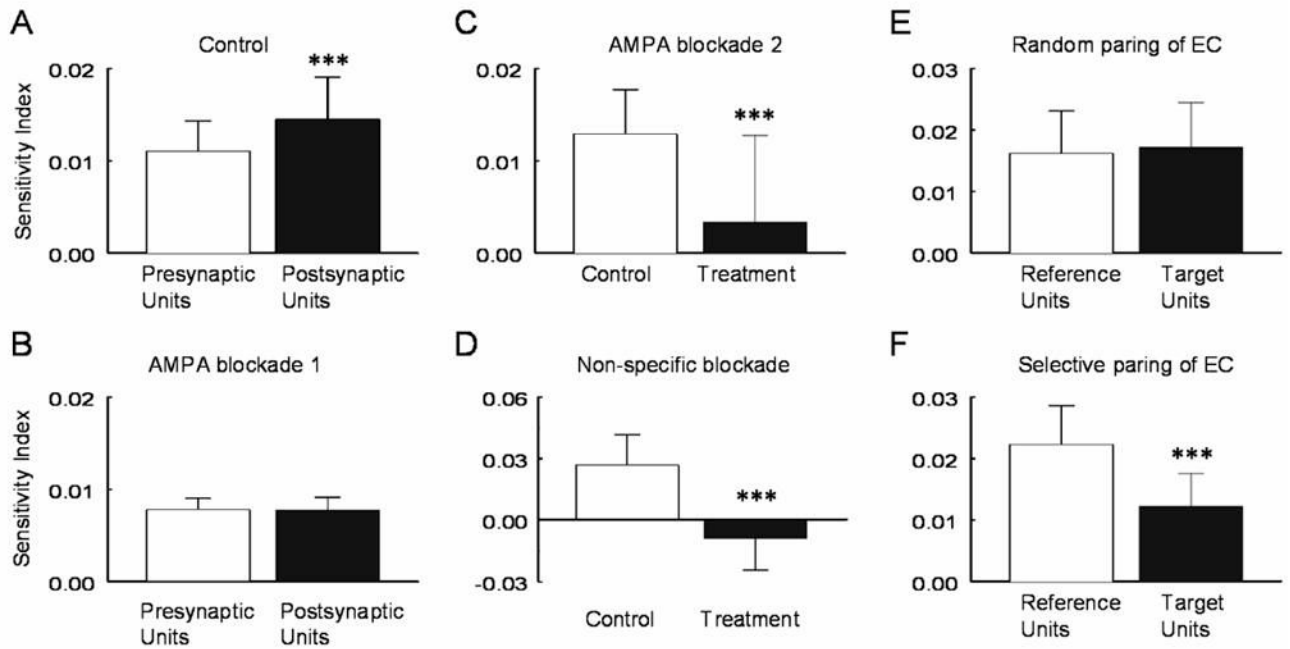 A
Control
***
Sensitivity Index
0.02
0.01
0.00
Presynaptic Units
Postsynaptic Units
B
AMPA blockade 1
Sensitivity Index
0.02
0.01
0.00
Presynaptic Units
Postsynaptic Units
C
AMPA blockade 2
***
0.02
0.01
0.00
Control
Treatment
D
Non-specific blockade
***
0.06
0.03
0.00
-0.03
Control
Treatment
E
Random paring of EC
0.03
0.02
0.01
0.00
Reference Units
Target Units
F
Selective paring of EC
***
0.03
0.02
0.01
0.00
Reference Units
Target Units